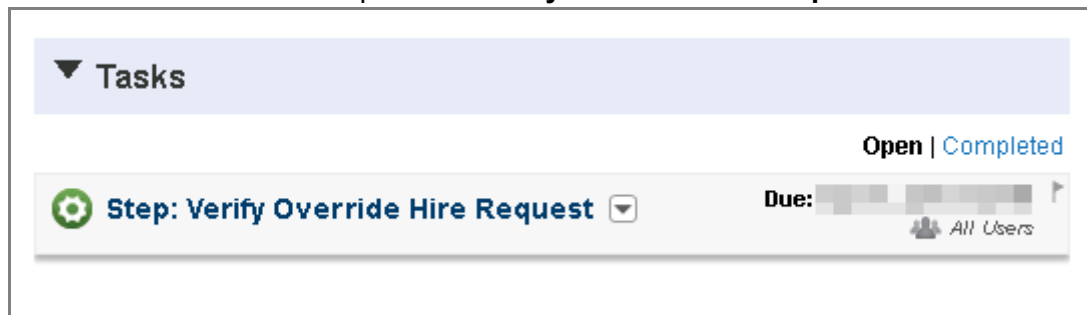 Tasks
Open | Completed
Step: Verify Override Hire Request
Due:
All Users